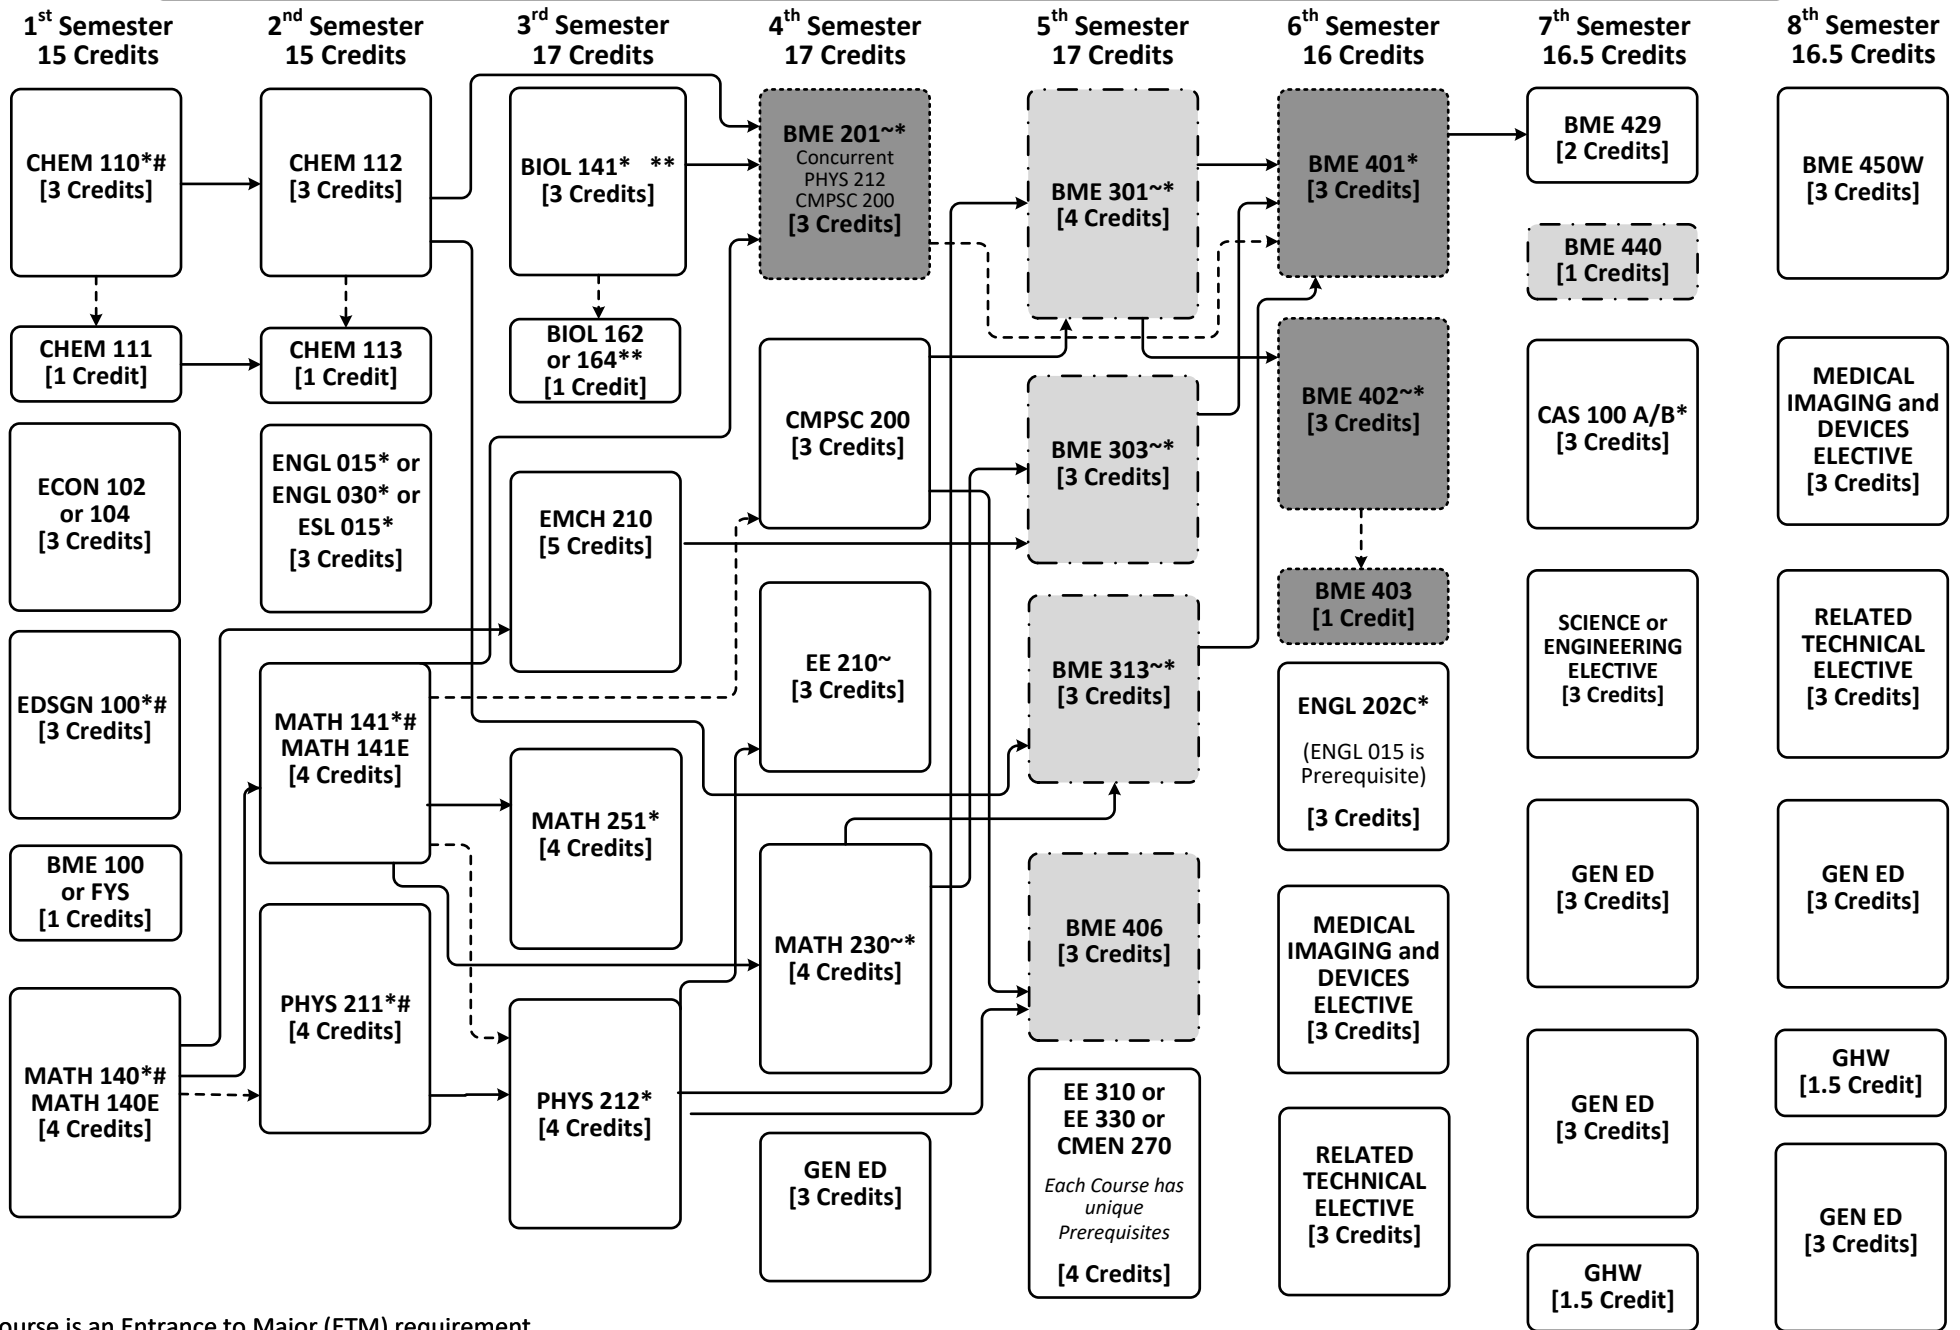 1st Semester
15 Credits
CHEM 110*#
[3 Credits]
CHEM 111
[1 Credit]
ECON 102
or 104
[3 Credits]
EDSGN 100*#
[3 Credits]
BME 100
or FYS
[1 Credits]
MATH 140*#
MATH 140E
[4 Credits]
2nd Semester
15 Credits
CHEM 112
[3 Credits]
CHEM 113
[1 Credit]
ENGL 015* or
ENGL 030* or
ESL 015*
[3 Credits]
MATH 141*#
MATH 141E
[4 Credits]
PHYS 211*#
[4 Credits]
3rd Semester
17 Credits
BIOL 141* **
[3 Credits]
BIOL 162
or 164**
[1 Credit]
EMCH 210
[5 Credits]
MATH 251*
[4 Credits]
PHYS 212*
[4 Credits]
4th Semester
17 Credits
BME 201~*
Concurrent
PHYS 212
CMPSC 200
[3 Credits]
CMPSC 200
[3 Credits]
EE 210~
[3 Credits]
MATH 230~*
[4 Credits]
GEN ED
[3 Credits]
5th Semester
17 Credits
BME 301~*
[4 Credits]
BME 303~*
[3 Credits]
BME 313~*
[3 Credits]
BME 406
[3 Credits]
EE 310 or
EE 330 or
CMEN 270
Each Course has
unique
Prerequisites
[4 Credits]
6th Semester
16 Credits
BME 401*
[3 Credits]
BME 402~*
[3 Credits]
BME 403
[1 Credit]
ENGL 202C*
(ENGL 015 is
Prerequisite)
[3 Credits]
MEDICAL
IMAGING and
DEVICES
ELECTIVE
[3 Credits]
RELATED
TECHNICAL
ELECTIVE
[3 Credits]
7th Semester
16.5 Credits
BME 429
[2 Credits]
BME 440
[1 Credits]
CAS 100 A/B*
[3 Credits]
SCIENCE or
ENGINEERING
ELECTIVE
[3 Credits]
GEN ED
[3 Credits]
GEN ED
[3 Credits]
GHW
[1.5 Credit]
8th Semester
16.5 Credits
BME 450W
[3 Credits]
MEDICAL
IMAGING and
DEVICES
ELECTIVE
[3 Credits]
RELATED
TECHNICAL
ELECTIVE
[3 Credits]
GEN ED
[3 Credits]
GHW
[1.5 Credit]
GEN ED
[3 Credits]
ourse is an Entrance to Major (ETM) requirement